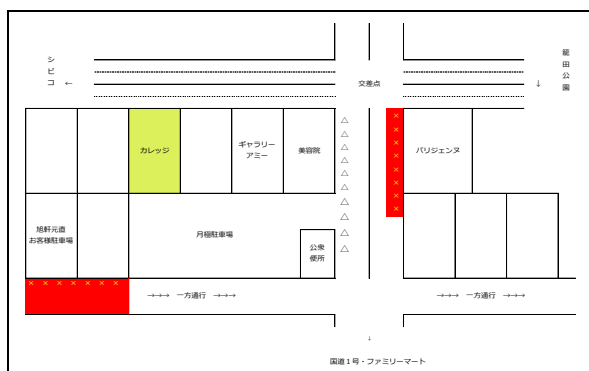 シビコ ←
交差点
籠田公園
↓
カレッジ
ギャラリー
アミー
美容院
△
△
△
△
△
△
△
△
△
△
×
×
×
×
×
×
×
×
パリジェンヌ
旭軒元直
お客様駐車場
月極駐車場
公衆
便所
× × × × × × ×
→→→ 一方通行 →→→
→→→ 一方通行 →→→
↓
国道1号・ファミリーマート